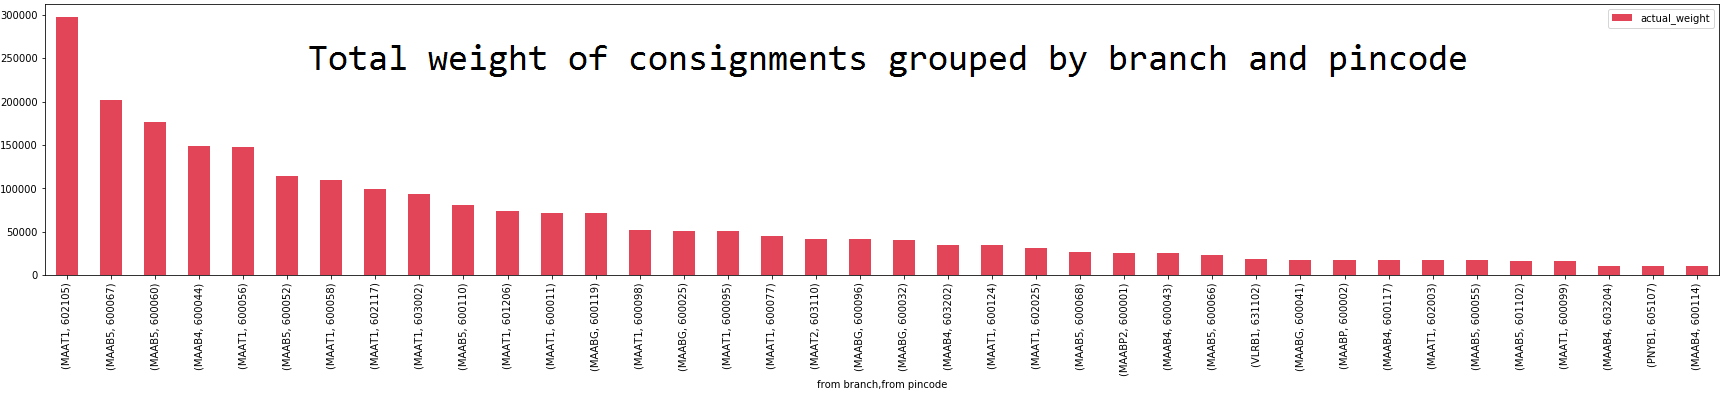 Total weight of consignments grouped by branch and pincode
actual_weight
300000
250000
200000
150000
100000
50000
0
(MAAT1, 602105)
(MAAB5, 600067)
(MAAB5, 600060)
(MAAB4, 600044)
(MAAT1, 600056)
(MAAB5, 600052)
(MAAT1, 600058)
(MAAT1, 602117)
(MAAT1, 603002)
(MAAB5, 600110)
(MAAT1, 601206)
(MAAT1, 600011)
(MAABG, 600119)
(MAAT1, 600098)
(MAABG, 600025)
(MAAT1, 600095)
(MAAT1, 600077)
(MAAT2, 603110)
(MAABG, 600096)
(MAABG, 600032)
(MAAB4, 603202)
(MAAT1, 600124)
(MAAT1, 602025)
(MAAB5, 600068)
(MAABP2, 600001)
(MAAB4, 600043)
(MAAB5, 600066)
(VLRB1, 631102)
(MAABG, 600041)
(MAABP, 600002)
(MAAB4, 600117)
(MAAT1, 602003)
(MAAB5, 600055)
(MAAB5, 601102)
(MAAT1, 600099)
(MAAB4, 603204)
(PNYB1, 605107)
(MAAB4, 600114)
from branch,from pincode